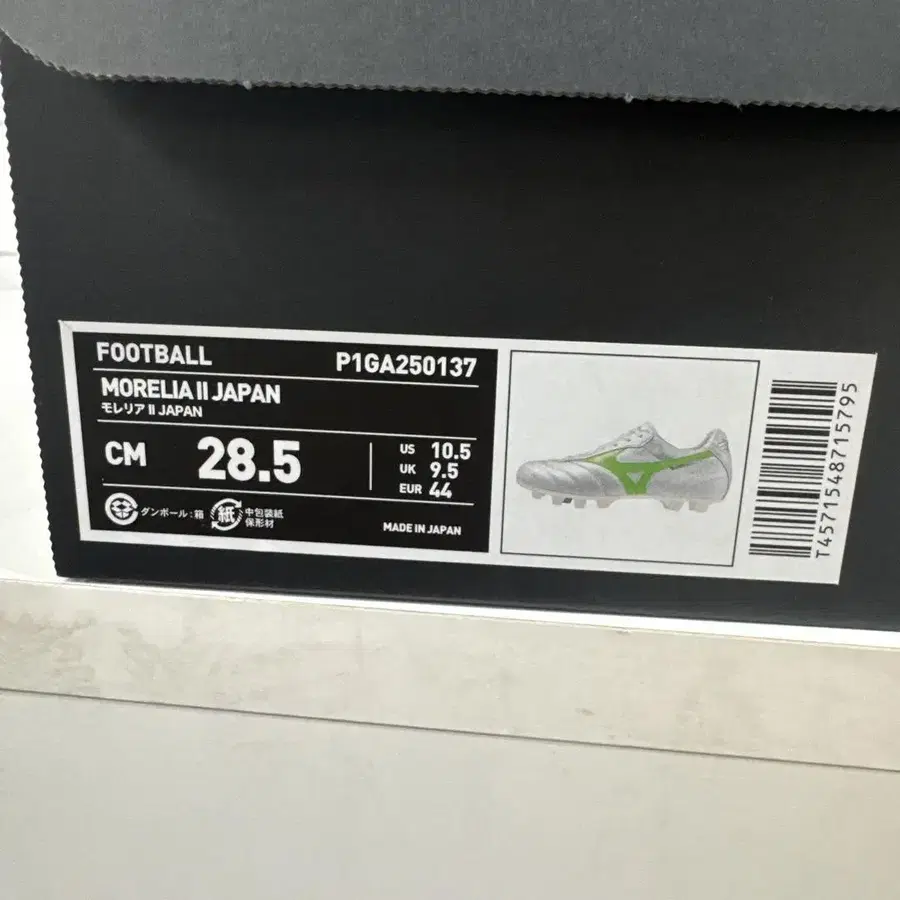 FOOTBALL P1GA250137
MORELIA II JAPAN
モレリア II JAPAN
CM 28.5
US 10.5
UK 9.5
EUR 44
ダンボール：箱 紙 中包装紙
保形材
MADE IN JAPAN
T4571548715795